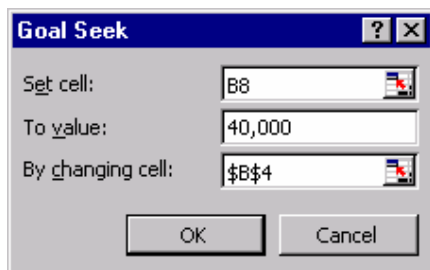 Goal Seek
Set cell: B8
To value: 40,000
By changing cell: $B$4
OK Cancel